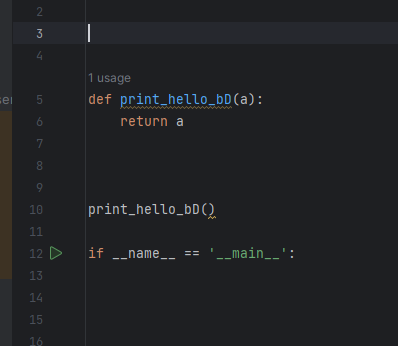 2
3
4
ser
1 usage
5 def print_hello_bD(a):
6     return a
7
8
9
10 print_hello_bD()
11
12 if __name__ == '__main__':
13
14
15
16